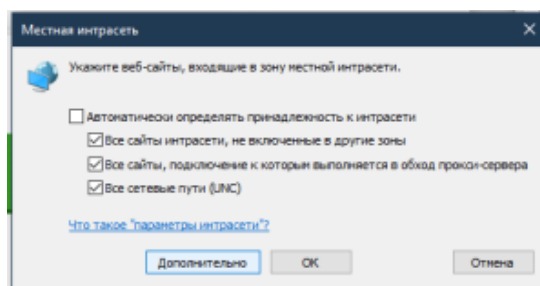 Местная интрасеть
Укажите веб-сайты, входящие в зону местной интрасети.
Автоматически определять принадлежность к интрасети
Все сайты интрасети, не включенные в другие зоны
Все сайты, подключение к которым выполняется в обход прокси-сервера
Все сетевые пути (UNC)
Что такое "параметры интрасети"?
Дополнительно ОК Отмена